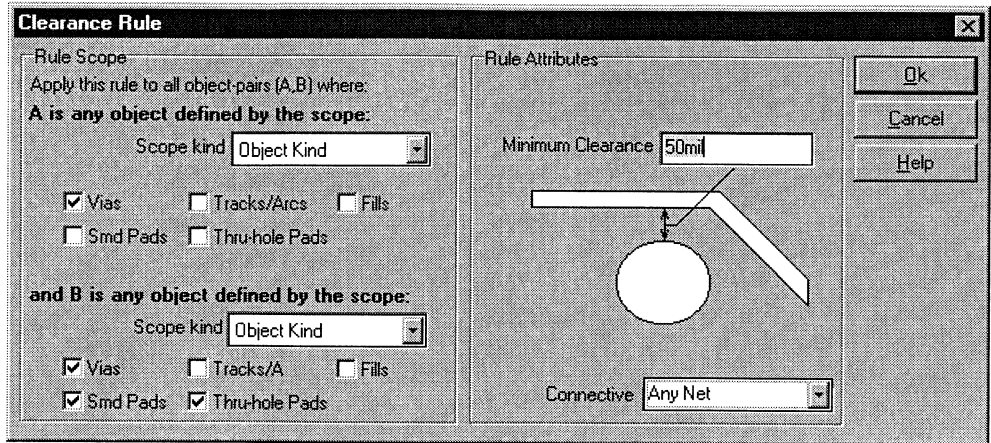 Clearance Rule
Rule Scope
Apply this rule to all object-pairs (A,B) where:
A is any object defined by the scope:
Scope kind Object Kind
Vias Tracks/Arcs Fills
Smd Pads Thru-hole Pads
and B is any object defined by the scope:
Scope kind Object Kind
Vias Tracks/A Fills
Smd Pads Thru-hole Pads
Rule Attributes
Minimum Clearance 50mil
Connective Any Net
Ok
Cancel
Help